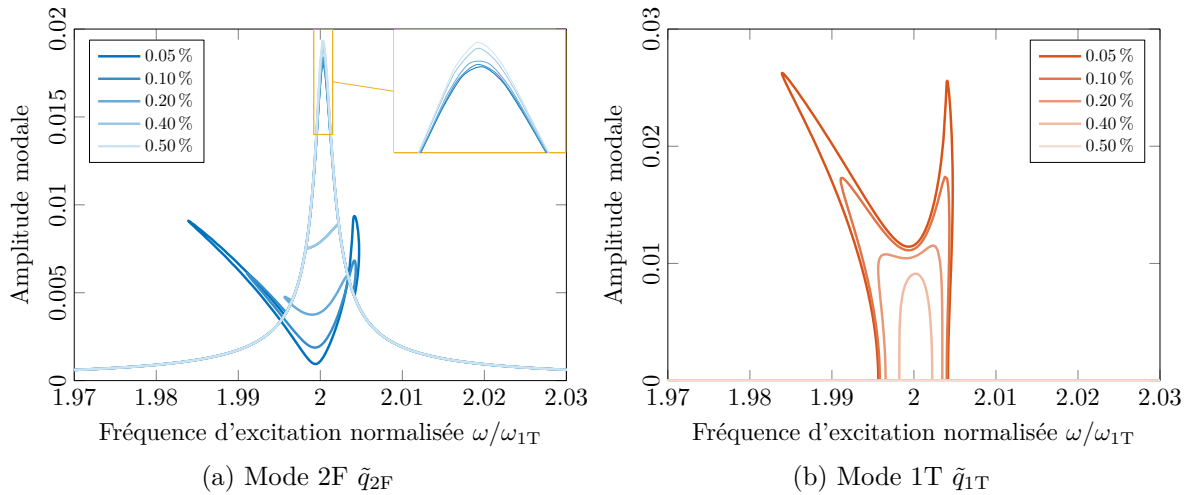 0.02
0.05 %
0.10 %
0.20 %
0.40 %
0.50 %
0.015
0.01
0.005
0
Amplitude modale
1.97 1.98 1.99 2 2.01 2.02 2.03
Fréquence d'excitation normalisée ω/ω1T
(a) Mode 2F q̃2F
0.03
0.05 %
0.10 %
0.20 %
0.40 %
0.50 %
0.02
0.01
0
Amplitude modale
1.97 1.98 1.99 2 2.01 2.02 2.03
Fréquence d'excitation normalisée ω/ω1T
(b) Mode 1T q̃1T